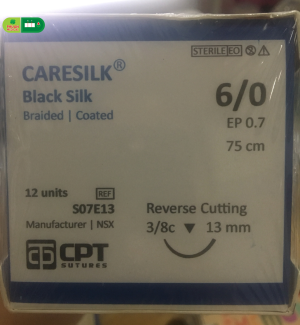 STERILE EO
CARESILK®
Black Silk
Braided | Coated
6/0
EP 0.7
75 cm
12 units REF
S07E13
Manufacturer | NSX
CPT
SUTURES
Reverse Cutting
3/8c ▼ 13 mm